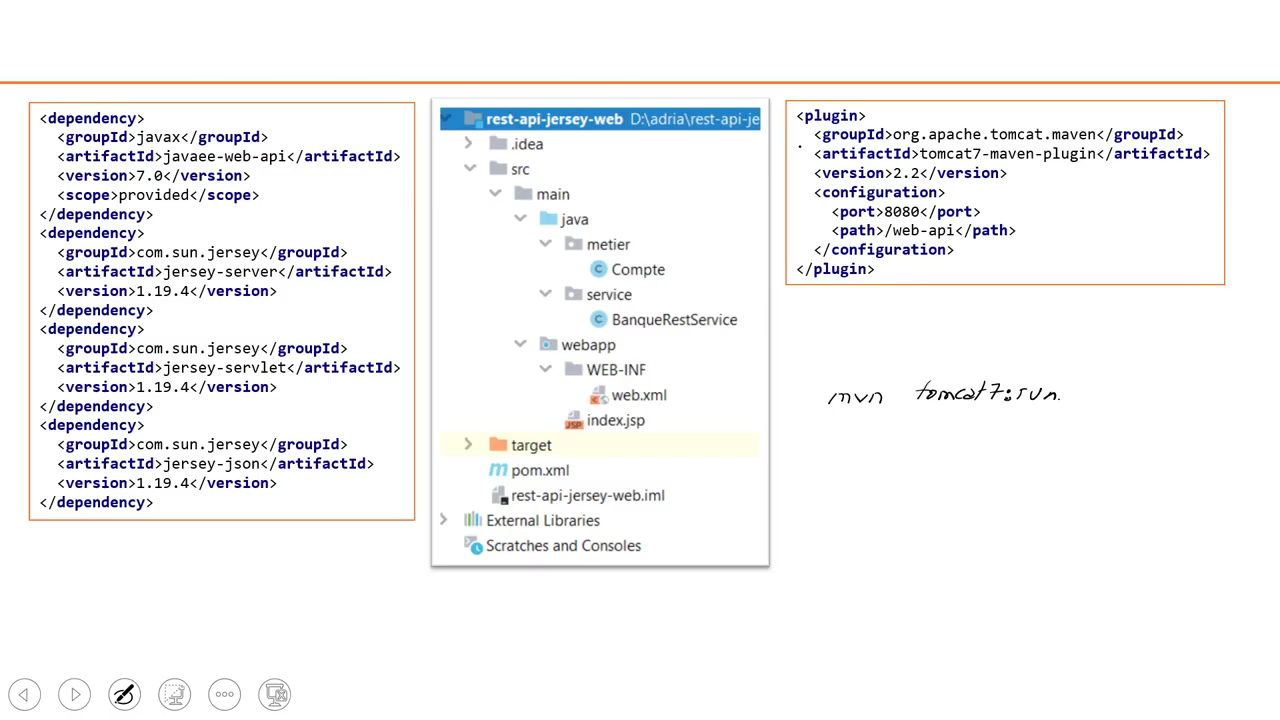 <dependency>
<groupId>javax</groupId>
<artifactId>javaee-web-api</artifactId>
<version>7.0</version>
<scope>provided</scope>
</dependency>
<dependency>
<groupId>com.sun.jersey</groupId>
<artifactId>jersey-server</artifactId>
<version>1.19.4</version>
</dependency>
<dependency>
<groupId>com.sun.jersey</groupId>
<artifactId>jersey-servlet</artifactId>
<version>1.19.4</version>
</dependency>
<dependency>
<groupId>com.sun.jersey</groupId>
<artifactId>jersey-json</artifactId>
<version>1.19.4</version>
</dependency>
rest-api-jersey-web D:\adria\rest-api-je
.idea
src
main
java
metier
Compte
service
BanqueRestService
webapp
WEB-INF
web.xml
index.jsp
target
pom.xml
rest-api-jersey-web.iml
External Libraries
Scratches and Consoles
<plugin>
<groupId>org.apache.tomcat.maven</groupId>
<artifactId>tomcat7-maven-plugin</artifactId>
<version>2.2</version>
<configuration>
<port>8080</port>
<path>/web-api</path>
</configuration>
</plugin>
mvn tomcat7:run.